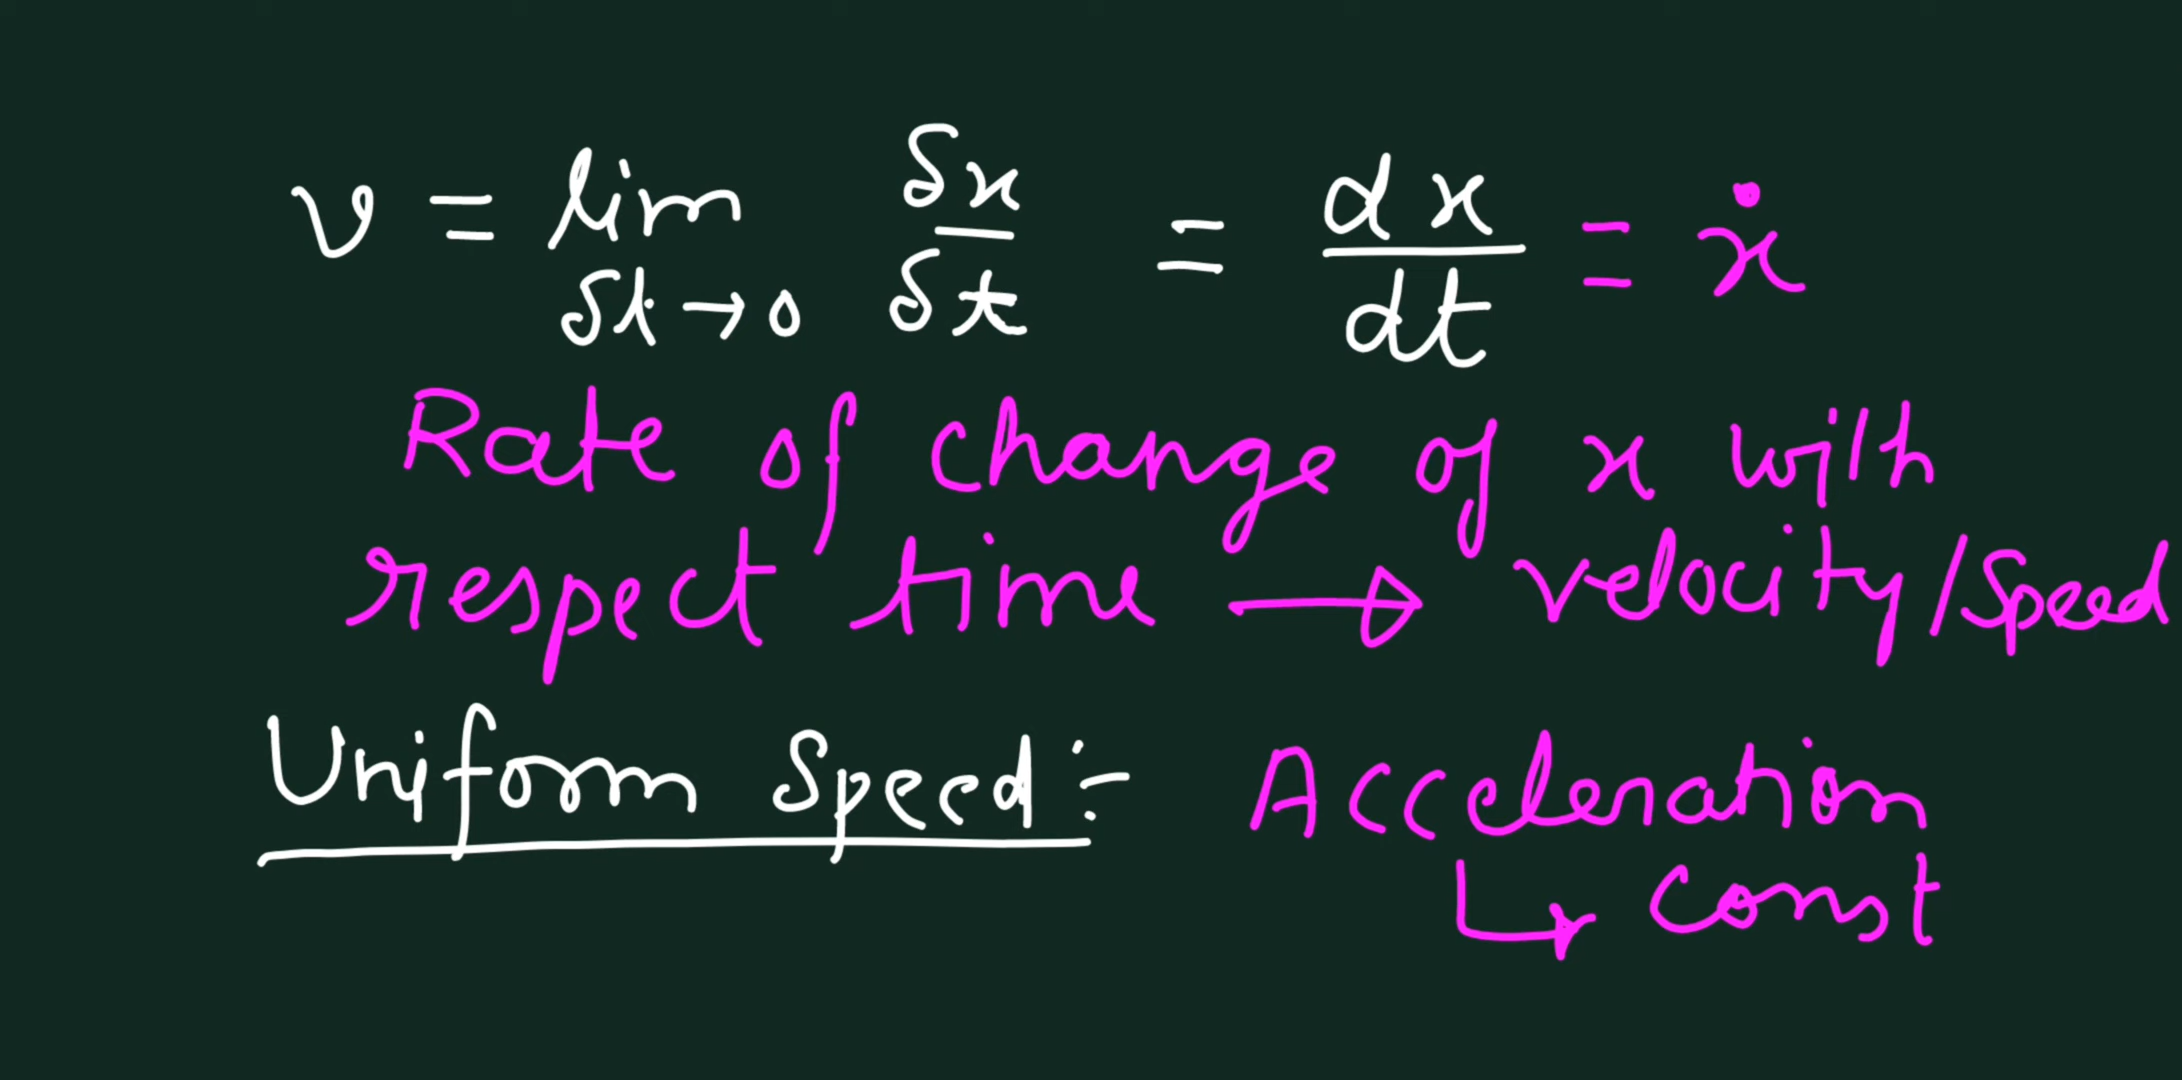 v = lim δx/δt = dx/dt = ẋ
δt→0
Rate of change of x with
respect time → velocity/Speed
Uniform Speed :- Acceleration
↳ const